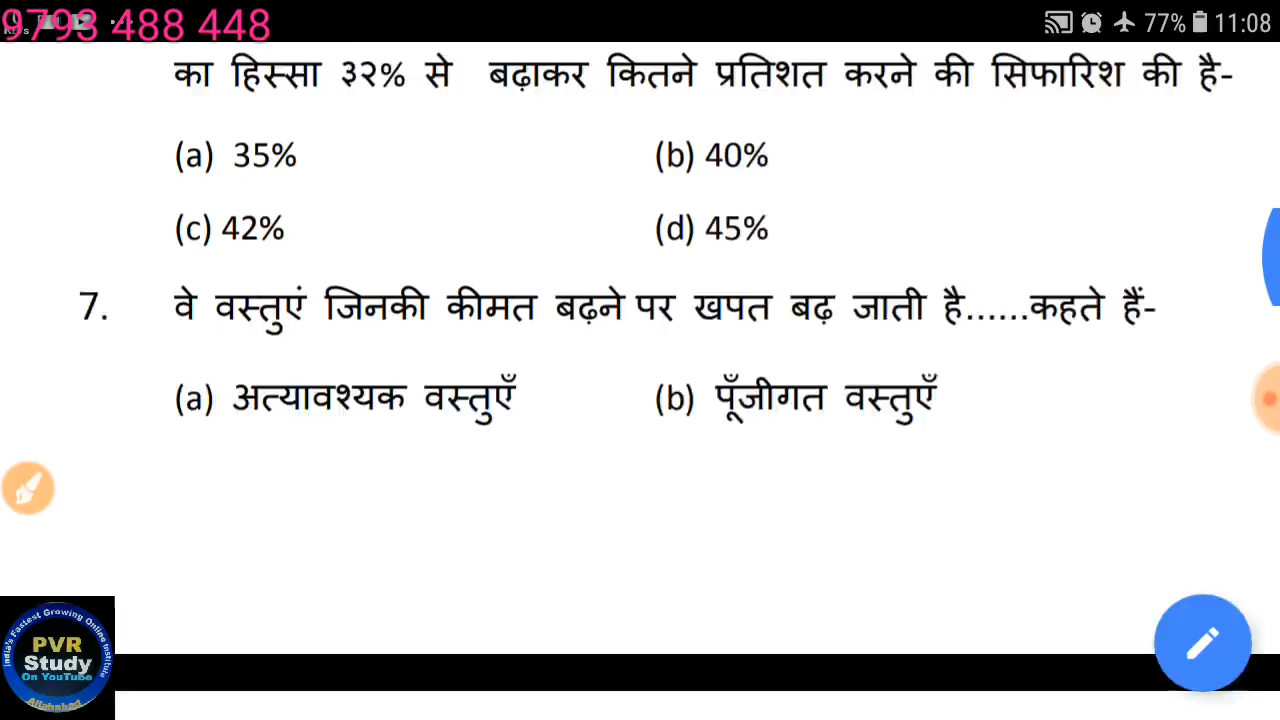 9793 488 448
77% 11:08
का हिस्सा ३२% से बढ़ाकर कितने प्रतिशत करने की सिफारिश की है-
(a) 35% (b) 40%
(c) 42% (d) 45%
7. वे वस्तुएं जिनकी कीमत बढ़ने पर खपत बढ़ जाती है......कहते हैं-
(a) अत्यावश्यक वस्तुएँ (b) पूँजीगत वस्तुएँ
India's Fastest Growing Online Institute
PVR
Study
On YouTube
Allahabad